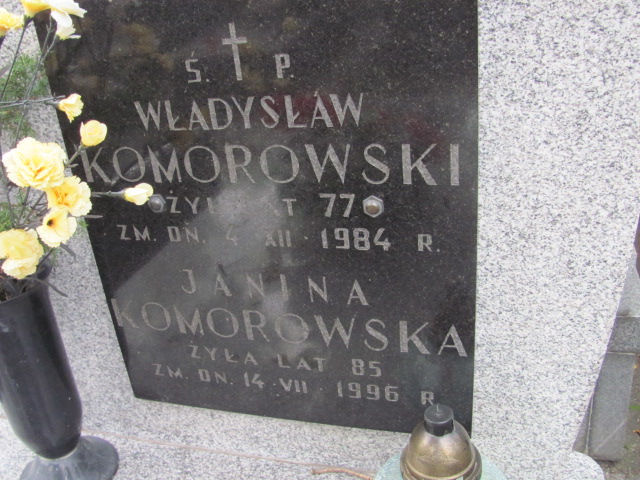 Ś. P.
WŁADYSŁAW
KOMOROWSKI
ŻYŁ LAT 77
ZM. DN. 4 XII 1984 R.
JANINA
KOMOROWSKA
ŻYŁA LAT 85
ZM. DN. 14 VII 1996 R.